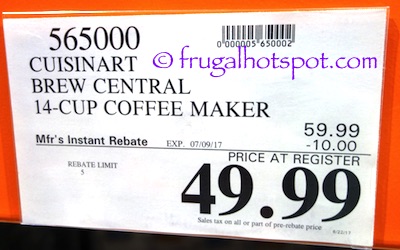 565000
0000005650002
© frugalhotspot.com
CUISINART
BREW CENTRAL
14-CUP COFFEE MAKER
59.99
Mfr's Instant Rebate EXP. 07/09/17 -10.00
PRICE AT REGISTER
REBATE LIMIT
5
49.99
Sales tax on all or part of pre-rebate price